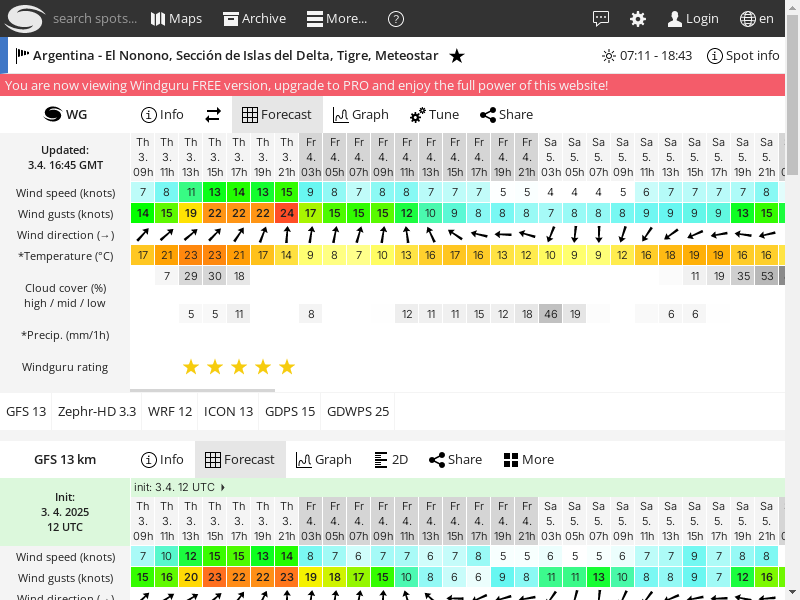 search spots... Maps Archive More... ? Login en
Argentina - El Nonono, Sección de Islas del Delta, Tigre, Meteostar ★ 07:11 - 18:43 Spot info
You are now viewing Windguru FREE version, upgrade to PRO and enjoy the full power of this website!
WG Info Forecast Graph Tune Share
Updated:
3.4. 16:45 GMT
Th Th Th Th Th Th Th Fr Fr Fr Fr Fr Fr Fr Fr Fr Fr Sa Sa Sa Sa Sa Sa Sa Sa Sa Sa
3. 3. 3. 3. 3. 3. 3. 4. 4. 4. 4. 4. 4. 4. 4. 4. 4. 5. 5. 5. 5. 5. 5. 5. 5. 5. 5.
09h 11h 13h 15h 17h 19h 21h 03h 05h 07h 09h 11h 13h 15h 17h 19h 21h 03h 05h 07h 09h 11h 13h 15h 17h 19h 21h
Wind speed (knots) 7 8 11 13 14 13 15 9 8 7 8 8 7 7 7 5 5 4 4 4 5 6 7 7 7 7 8
Wind gusts (knots) 14 15 19 22 22 22 24 17 15 15 15 12 10 9 8 8 8 7 8 8 8 9 9 9 9 13 15
Wind direction (→)
*Temperature (°C) 17 21 23 23 21 17 14 9 8 7 10 13 16 17 16 13 12 10 9 9 12 16 18 19 19 16 16
Cloud cover (%)
high / mid / low
7 29 30 18 11 19 35 53
5 5 11 8 12 11 11 15 12 18 46 19 6 6
*Precip. (mm/1h)
Windguru rating ★ ★ ★ ★ ★
GFS 13 Zephr-HD 3.3 WRF 12 ICON 13 GDPS 15 GDWPS 25
GFS 13 km Info Forecast Graph 2D Share More
Init:
3. 4. 2025
12 UTC
init: 3.4. 12 UTC
Th Th Th Th Th Th Th Fr Fr Fr Fr Fr Fr Fr Fr Fr Fr Sa Sa Sa Sa Sa Sa Sa Sa Sa Sa
3. 3. 3. 3. 3. 3. 3. 4. 4. 4. 4. 4. 4. 4. 4. 4. 4. 5. 5. 5. 5. 5. 5. 5. 5. 5. 5.
09h 11h 13h 15h 17h 19h 21h 03h 05h 07h 09h 11h 13h 15h 17h 19h 21h 03h 05h 07h 09h 11h 13h 15h 17h 19h 21h
Wind speed (knots) 7 10 12 15 15 13 14 8 7 6 7 7 6 7 8 5 5 6 5 5 6 7 7 9 7 8 8
Wind gusts (knots) 15 16 20 23 22 22 23 19 18 17 15 10 8 6 6 9 8 11 11 13 10 8 8 9 7 12 16
Wind direction (→)